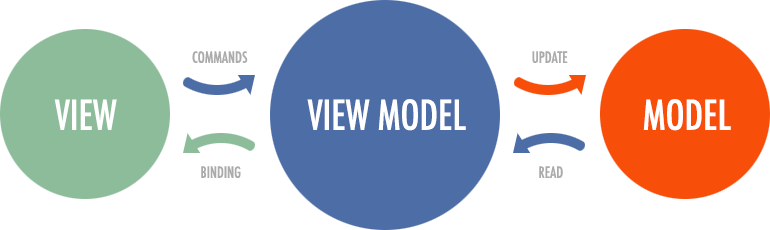 COMMANDS
UPDATE
VIEW
VIEW MODEL
MODEL
BINDING
READ